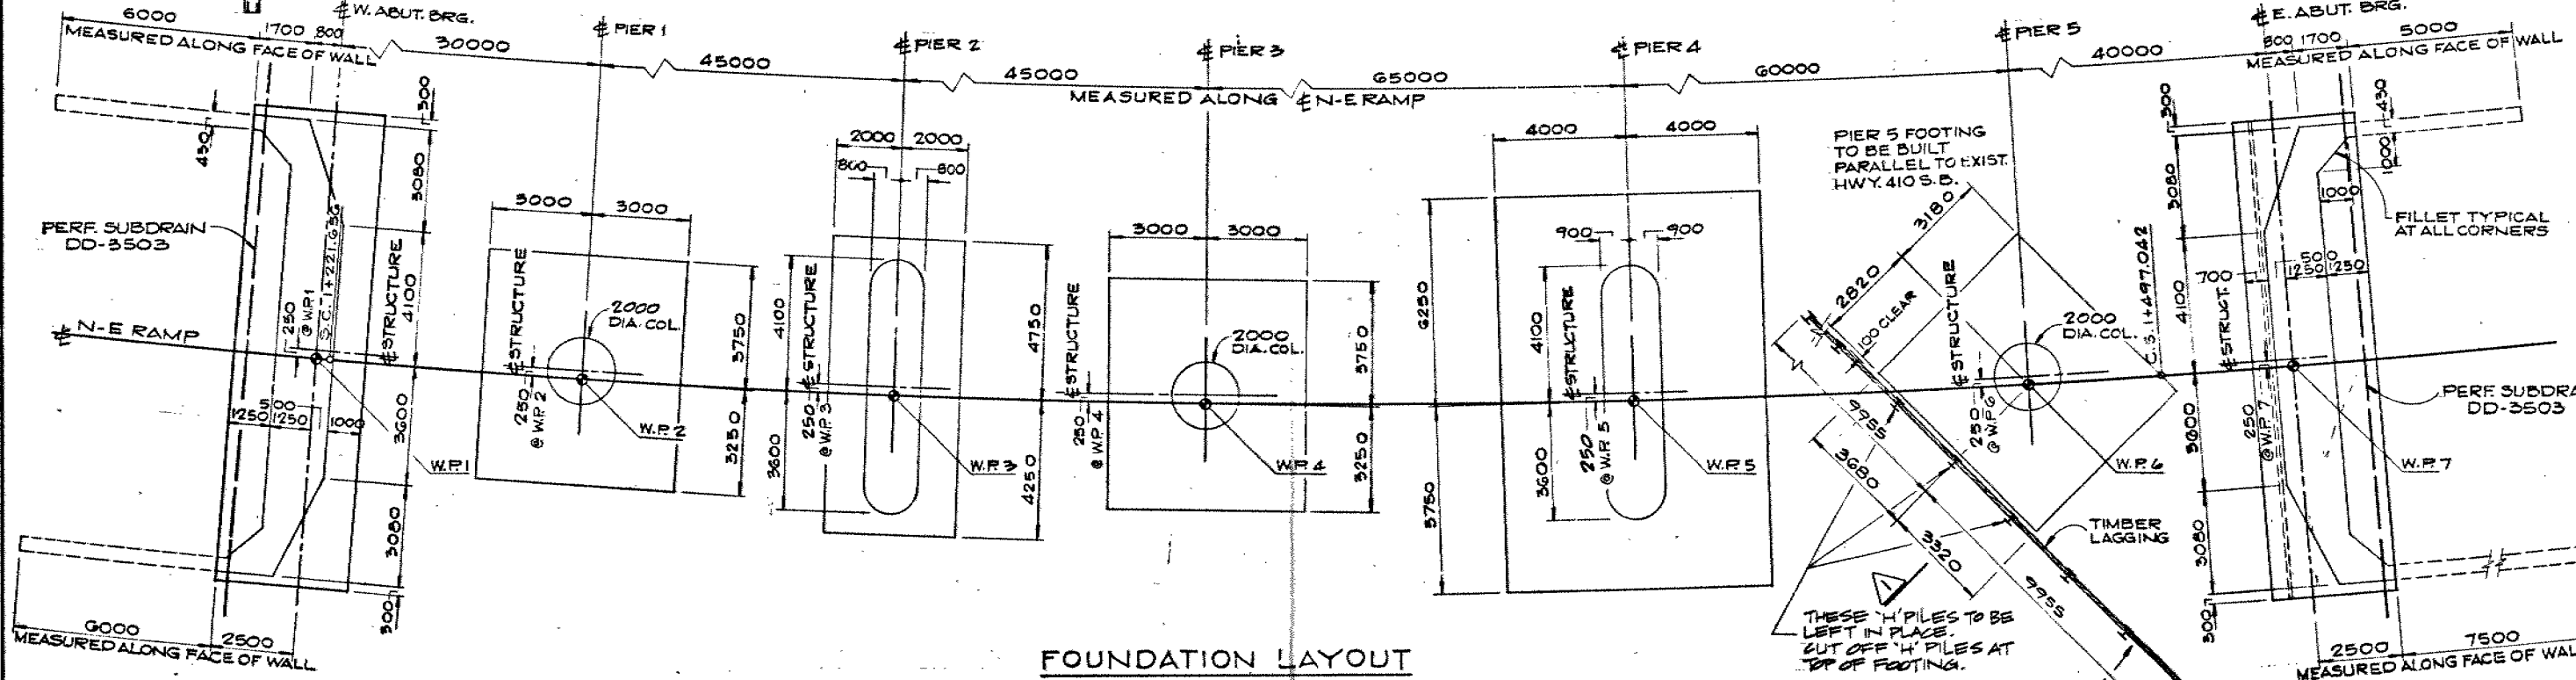 6000
MEASURED ALONG FACE OF WALL
1700 800
℄ W. ABUT. BRG.
30000
℄ PIER 1
45000
℄ PIER 2
45000
℄ PIER 3
65000
MEASURED ALONG ℄ N-E RAMP
℄ PIER 4
60000
℄ PIER 5
40000
℄ E. ABUT. BRG.
800 1700
5000
MEASURED ALONG FACE OF WALL
450
300
3080
4100
3600
3080
300
PERF. SUBDRAIN
DD-3503
S.C. 1+221.636
℄ STRUCTURE
250
@ W.P.1
℄ N-E RAMP
500
1250 1250
1000
W.P.1
6000
2500
MEASURED ALONG FACE OF WALL
3000
3000
℄ STRUCTURE
2000
DIA. COL.
3750
3250
250
@ W.P. 2
W.P. 2
2000 2000
800
800
4100
3600
℄ STRUCTURE
250
@ W.P. 3
4750
4250
W.P. 3
3000
3000
℄ STRUCTURE
2000
DIA. COL.
3750
3250
250
@ W.P. 4
W.P. 4
4000
4000
900
900
6250
5750
4100
3600
℄ STRUCTURE
250
@ W.P. 5
W.P. 5
PIER 5 FOOTING
TO BE BUILT
PARALLEL TO EXIST.
HWY. 410 S.B.
3180
2820
100 CLEAR
℄ STRUCTURE
2000
DIA. COL.
250
@ W.P. 6
W.P. 6
9955
3680
3320
9955
TIMBER
LAGGING
1
THESE "H" PILES TO BE
LEFT IN PLACE.
CUT OFF "H" PILES AT
TOP OF FOOTING.
C.S. 1+497.042
300
3080
4100
3600
3080
300
℄ STRUCT.
700
500
1250 1250
1000
1000
450
FILLET TYPICAL
AT ALL CORNERS
250
@ W.P. 7
W.P. 7
PERF. SUBDRA
DD-3503
2500
7500
MEASURED ALONG FACE OF WAL
FOUNDATION LAYOUT